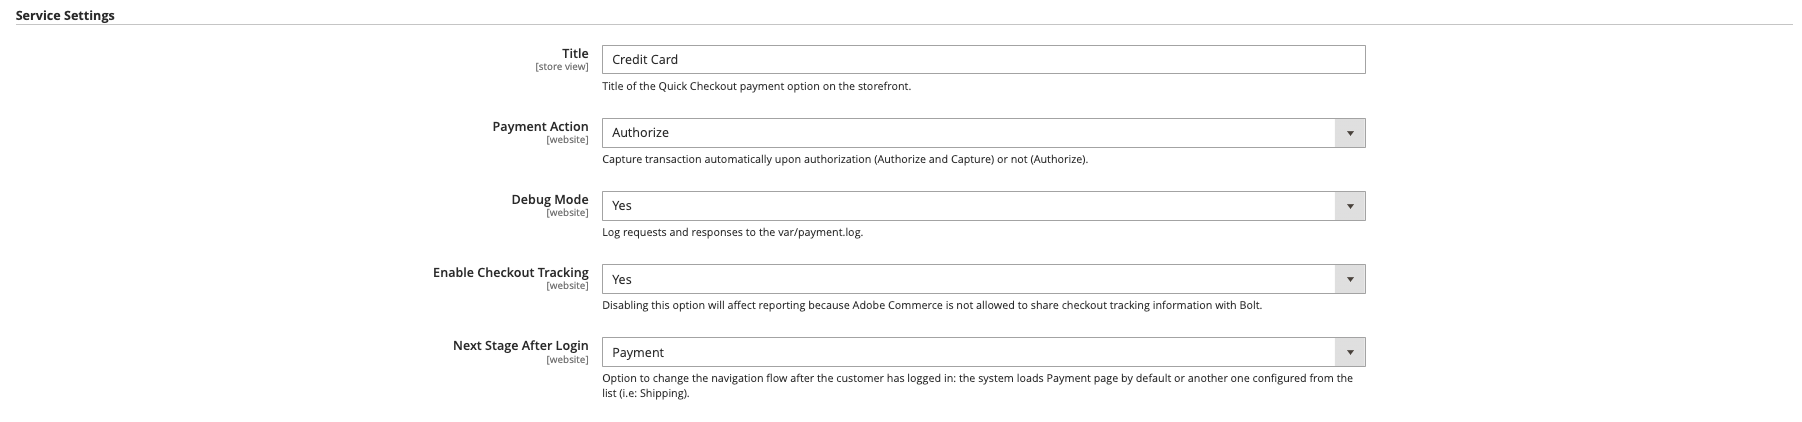 Service Settings
Title
[store view]
Credit Card
Title of the Quick Checkout payment option on the storefront.
Payment Action
[website]
Authorize
Capture transaction automatically upon authorization (Authorize and Capture) or not (Authorize).
Debug Mode
[website]
Yes
Log requests and responses to the var/payment.log.
Enable Checkout Tracking
[website]
Yes
Disabling this option will affect reporting because Adobe Commerce is not allowed to share checkout tracking information with Bolt.
Next Stage After Login
[website]
Payment
Option to change the navigation flow after the customer has logged in: the system loads Payment page by default or another one configured from the
list (i.e: Shipping).